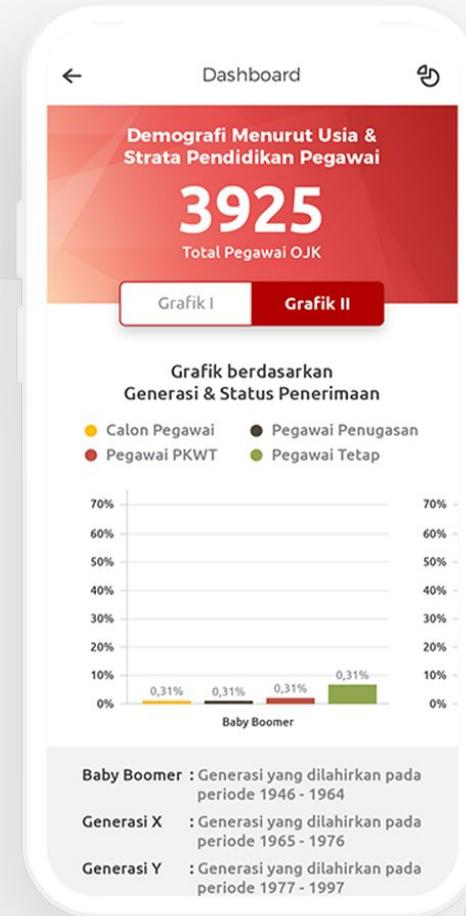 Dashboard
Demografi Menurut Usia &
Strata Pendidikan Pegawai
3925
Total Pegawai OJK
Grafik I
Grafik II
Grafik berdasarkan
Generasi & Status Penerimaan
Calon Pegawai
Pegawai Penugasan
Pegawai PKWT
Pegawai Tetap
70%
60%
50%
40%
30%
20%
10%
0%
0,31%
0,31%
0,31%
0,31%
Baby Boomer
70%
60%
50%
40%
30%
20%
10%
0%
Baby Boomer : Generasi yang dilahirkan pada
periode 1946 - 1964
Generasi X : Generasi yang dilahirkan pada
periode 1965 - 1976
Generasi Y : Generasi yang dilahirkan pada
periode 1977 - 1997